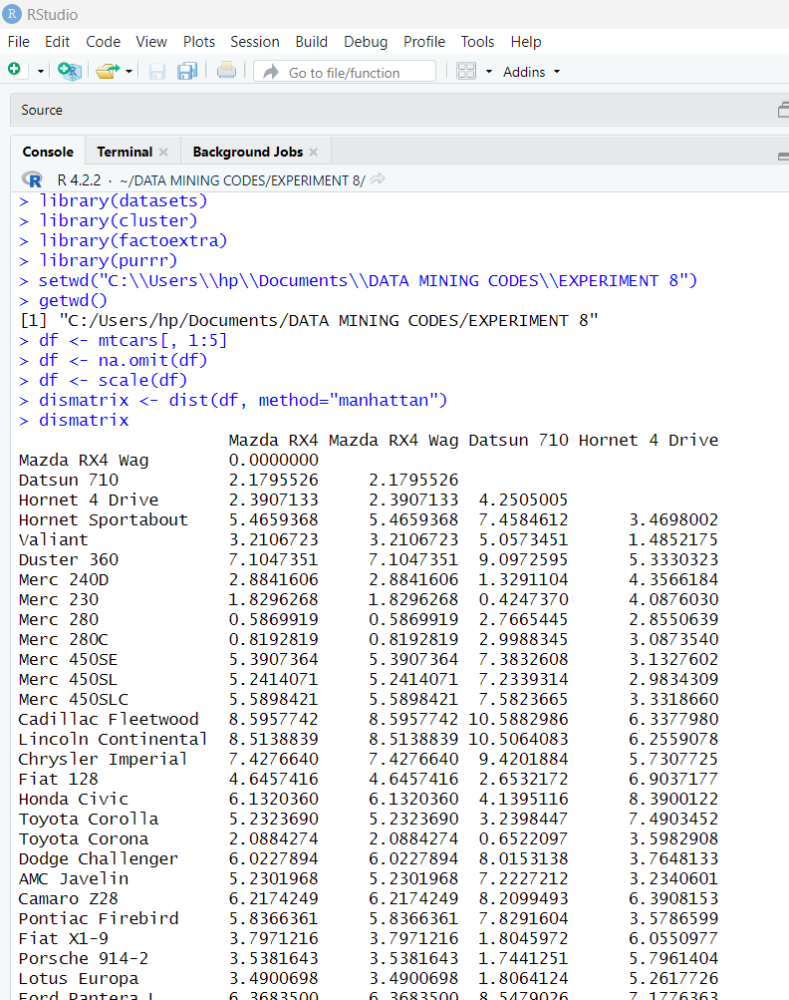 R RStudio
File Edit Code View Plots Session Build Debug Profile Tools Help
Go to file/function Addins
Source
Console Terminal Background Jobs
R R 4.2.2 · ~/DATA MINING CODES/EXPERIMENT 8/
> library(datasets)
> library(cluster)
> library(factoextra)
> library(purrr)
> setwd("C:\\Users\\hp\\Documents\\DATA MINING CODES\\EXPERIMENT 8")
> getwd()
[1] "C:/Users/hp/Documents/DATA MINING CODES/EXPERIMENT 8"
> df <- mtcars[, 1:5]
> df <- na.omit(df)
> df <- scale(df)
> dismatrix <- dist(df, method="manhattan")
> dismatrix
Mazda RX4 Mazda RX4 Wag Datsun 710 Hornet 4 Drive
Mazda RX4 Wag 0.0000000
Datsun 710 2.1795526 2.1795526
Hornet 4 Drive 2.3907133 2.3907133 4.2505005
Hornet Sportabout 5.4659368 5.4659368 7.4584612 3.4698002
Valiant 3.2106723 3.2106723 5.0573451 1.4852175
Duster 360 7.1047351 7.1047351 9.0972595 5.3330323
Merc 240D 2.8841606 2.8841606 1.3291104 4.3566184
Merc 230 1.8296268 1.8296268 0.4247370 4.0876030
Merc 280 0.5869919 0.5869919 2.7665445 2.8550639
Merc 280C 0.8192819 0.8192819 2.9988345 3.0873540
Merc 450SE 5.3907364 5.3907364 7.3832608 3.1327602
Merc 450SL 5.2414071 5.2414071 7.2339314 2.9834309
Merc 450SLC 5.5898421 5.5898421 7.5823665 3.3318660
Cadillac Fleetwood 8.5957742 8.5957742 10.5882986 6.3377980
Lincoln Continental 8.5138839 8.5138839 10.5064083 6.2559078
Chrysler Imperial 7.4276640 7.4276640 9.4201884 5.7307725
Fiat 128 4.6457416 4.6457416 2.6532172 6.9037177
Honda Civic 6.1320360 6.1320360 4.1395116 8.3900122
Toyota Corolla 5.2323690 5.2323690 3.2398447 7.4903452
Toyota Corona 2.0884274 2.0884274 0.6522097 3.5982908
Dodge Challenger 6.0227894 6.0227894 8.0153138 3.7648133
AMC Javelin 5.2301968 5.2301968 7.2227212 3.2340601
Camaro Z28 6.2174249 6.2174249 8.2099493 6.3908153
Pontiac Firebird 5.8366361 5.8366361 7.8291604 3.5786599
Fiat X1-9 3.7971216 3.7971216 1.8045972 6.0550977
Porsche 914-2 3.5381643 3.5381643 1.7441251 5.7961404
Lotus Europa 3.4900698 3.4900698 1.8064124 5.2617726
Ford Pantera L 6.3683500 6.3683500 8.5479026 7.1776363